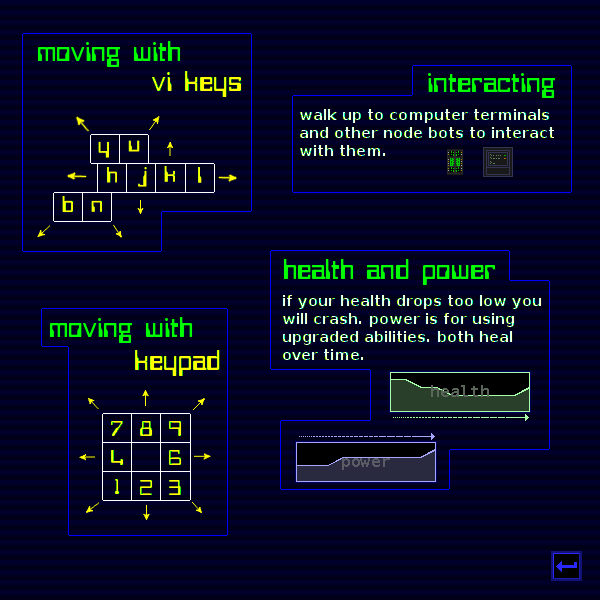 moving with
vi keys
y u
h j k l
b n
interacting
walk up to computer terminals
and other node bots to interact
with them.
health and power
if your health drops too low you
will crash. power is for using
upgraded abilities. both heal
over time.
health
power
moving with
keypad
7 8 9
4 6
1 2 3